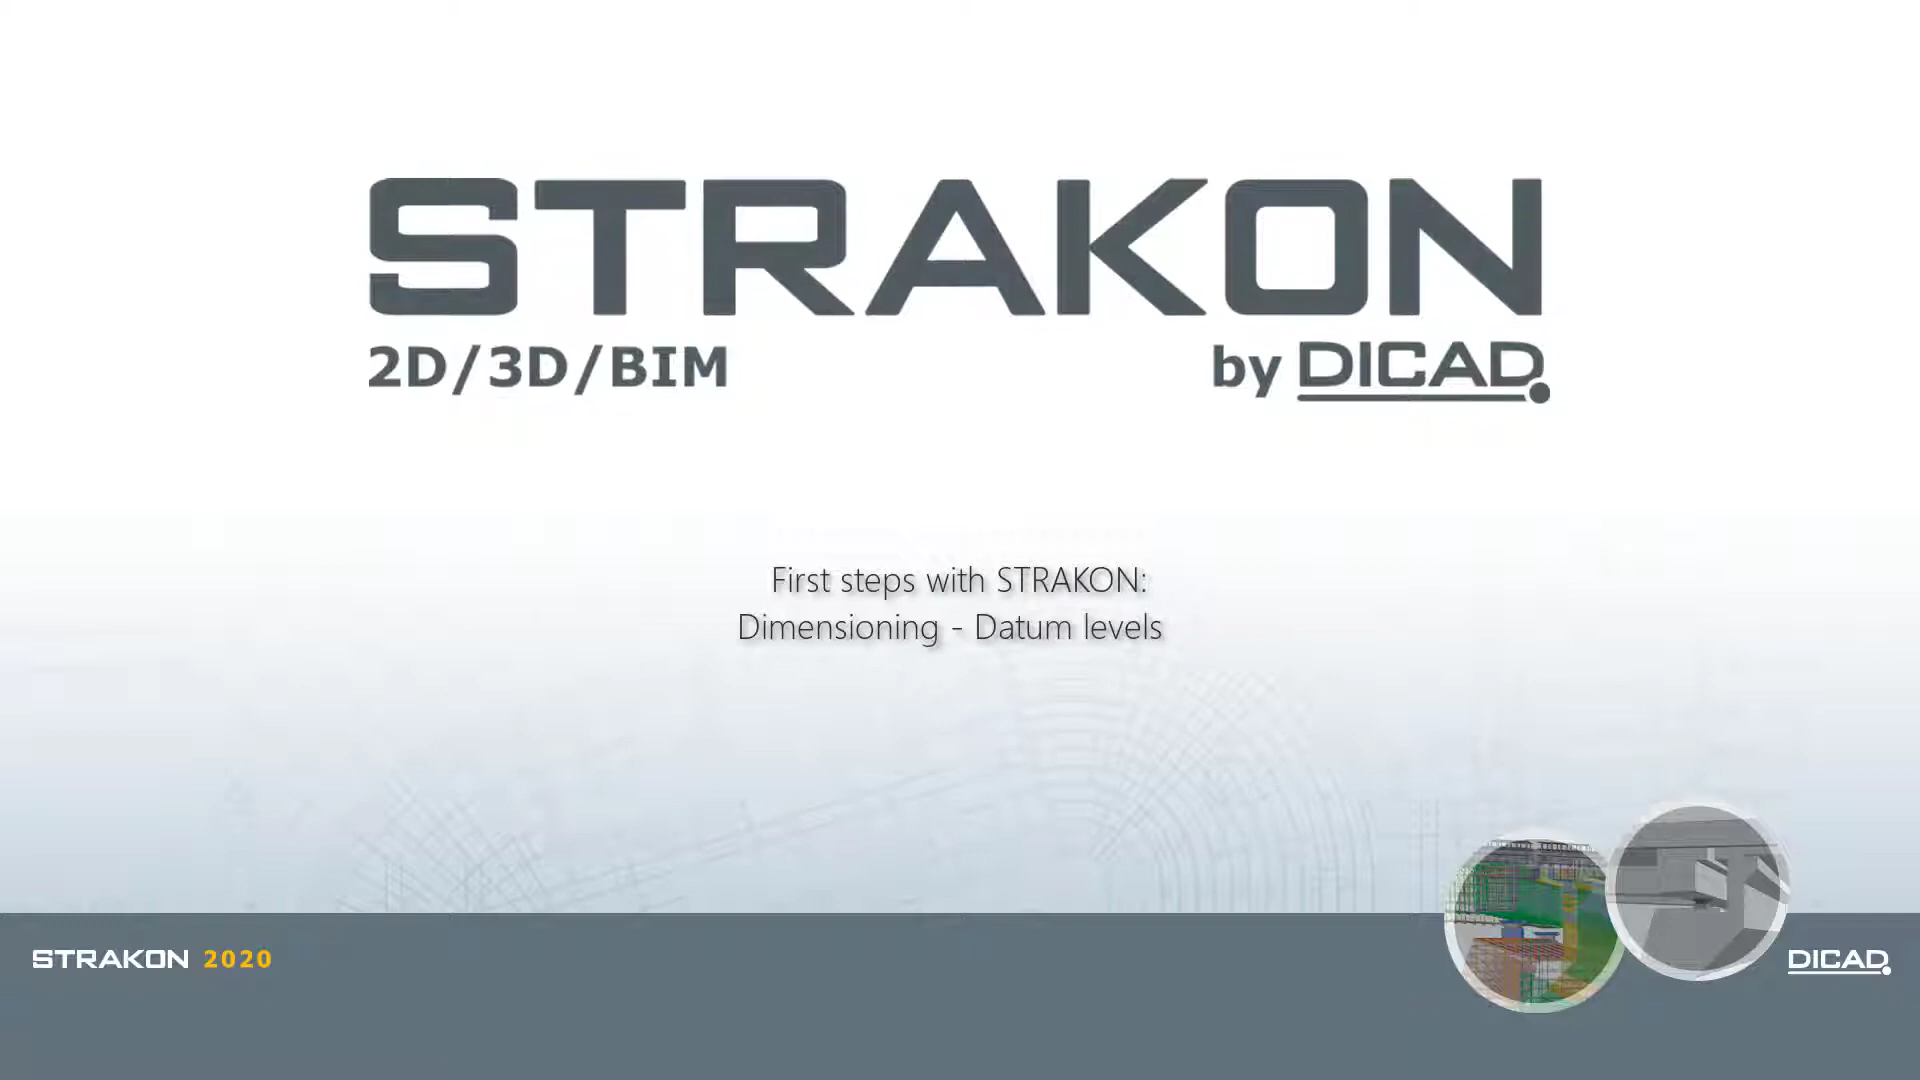 STRAKON
2D/3D/BIM
by DICAD
First steps with STRAKON:
Dimensioning - Datum levels
STRAKON 2020
DICAD